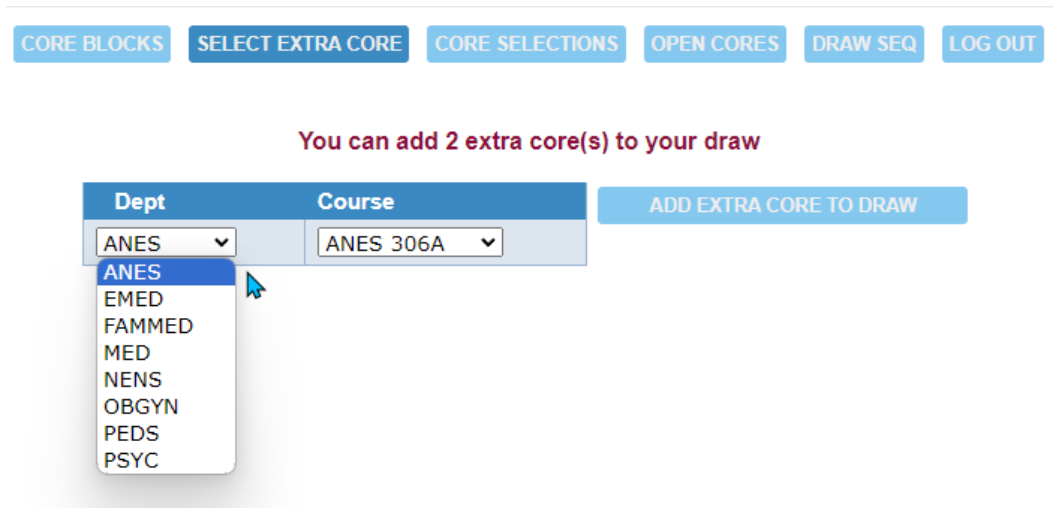 CORE BLOCKS SELECT EXTRA CORE CORE SELECTIONS OPEN CORES DRAW SEQ LOG OUT
You can add 2 extra core(s) to your draw
Dept Course ADD EXTRA CORE TO DRAW
ANES ANES 306A
ANES
EMED
FAMMED
MED
NENS
OBGYN
PEDS
PSYC